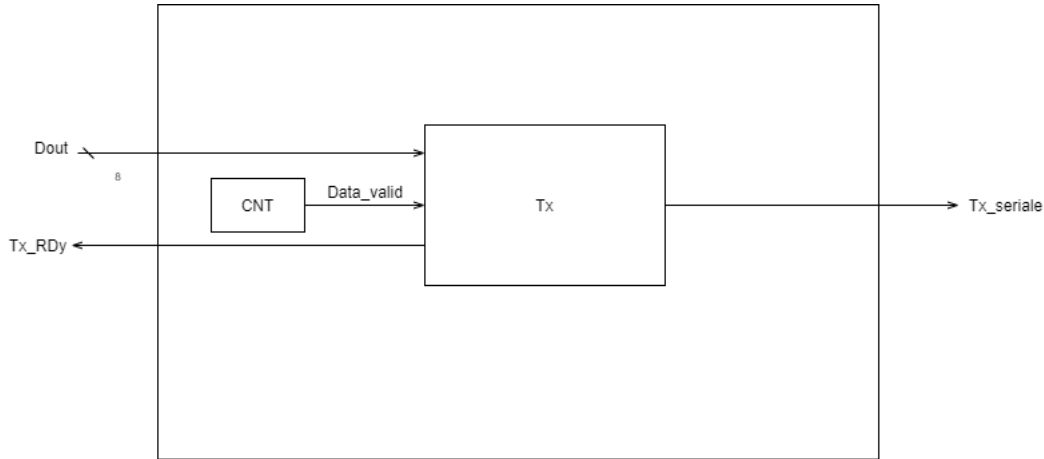 Dout
8
CNT
Data_valid
Tx
Tx_seriale
Tx_RDy